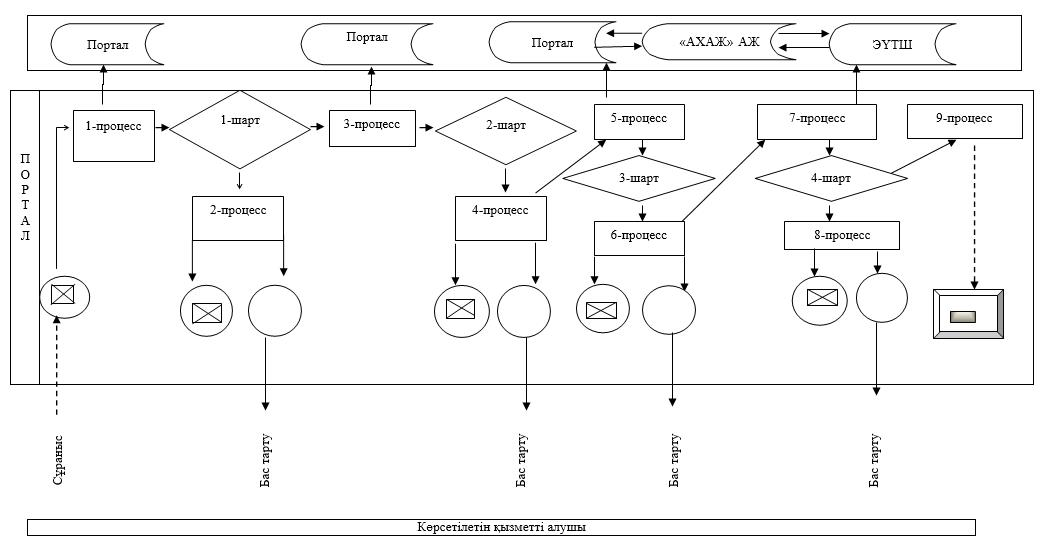 Портал
Портал
Портал
«АХАЖ» АЖ
ЭҮТШ
ПОРТАЛ
1-процесс
1-шарт
3-процесс
2-шарт
5-процесс
7-процесс
9-процесс
3-шарт
4-шарт
2-процесс
4-процесс
6-процесс
8-процесс
Сұраныс
Бас тарту
Бас тарту
Бас тарту
Бас тарту
Көрсетілетін қызметті алушы